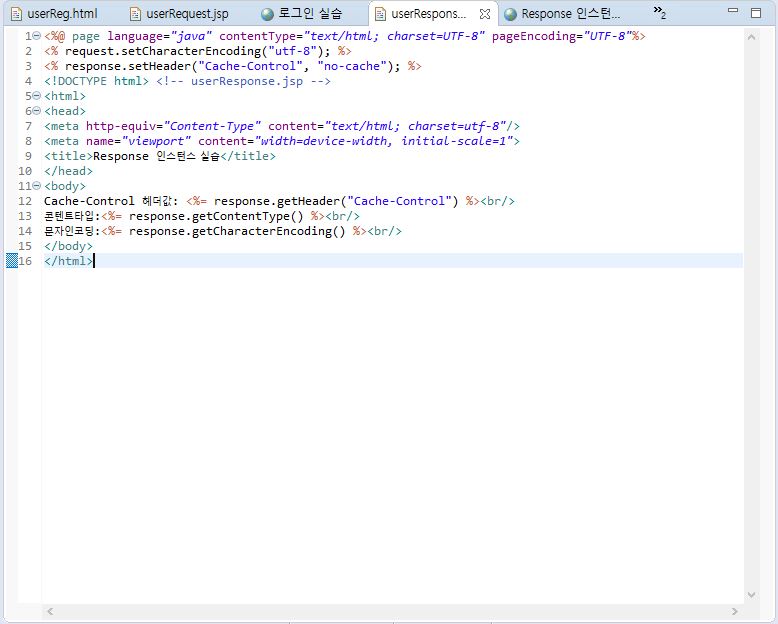 userReg.html userRequest.jsp 로그인 실습 userRespons... Response 인스턴... »2
1 <%@ page language="java" contentType="text/html; charset=UTF-8" pageEncoding="UTF-8"%>
2 <% request.setCharacterEncoding("utf-8"); %>
3 <% response.setHeader("Cache-Control", "no-cache"); %>
4 <!DOCTYPE html> <!-- userResponse.jsp -->
5 <html>
6 <head>
7 <meta http-equiv="Content-Type" content="text/html; charset=utf-8"/>
8 <meta name="viewport" content="width=device-width, initial-scale=1">
9 <title>Response 인스턴스 실습</title>
10 </head>
11 <body>
12 Cache-Control 헤더값: <%= response.getHeader("Cache-Control") %><br/>
13 콘텐트타입:<%= response.getContentType() %><br/>
14 문자인코딩:<%= response.getCharacterEncoding() %><br/>
15 </body>
16 </html>